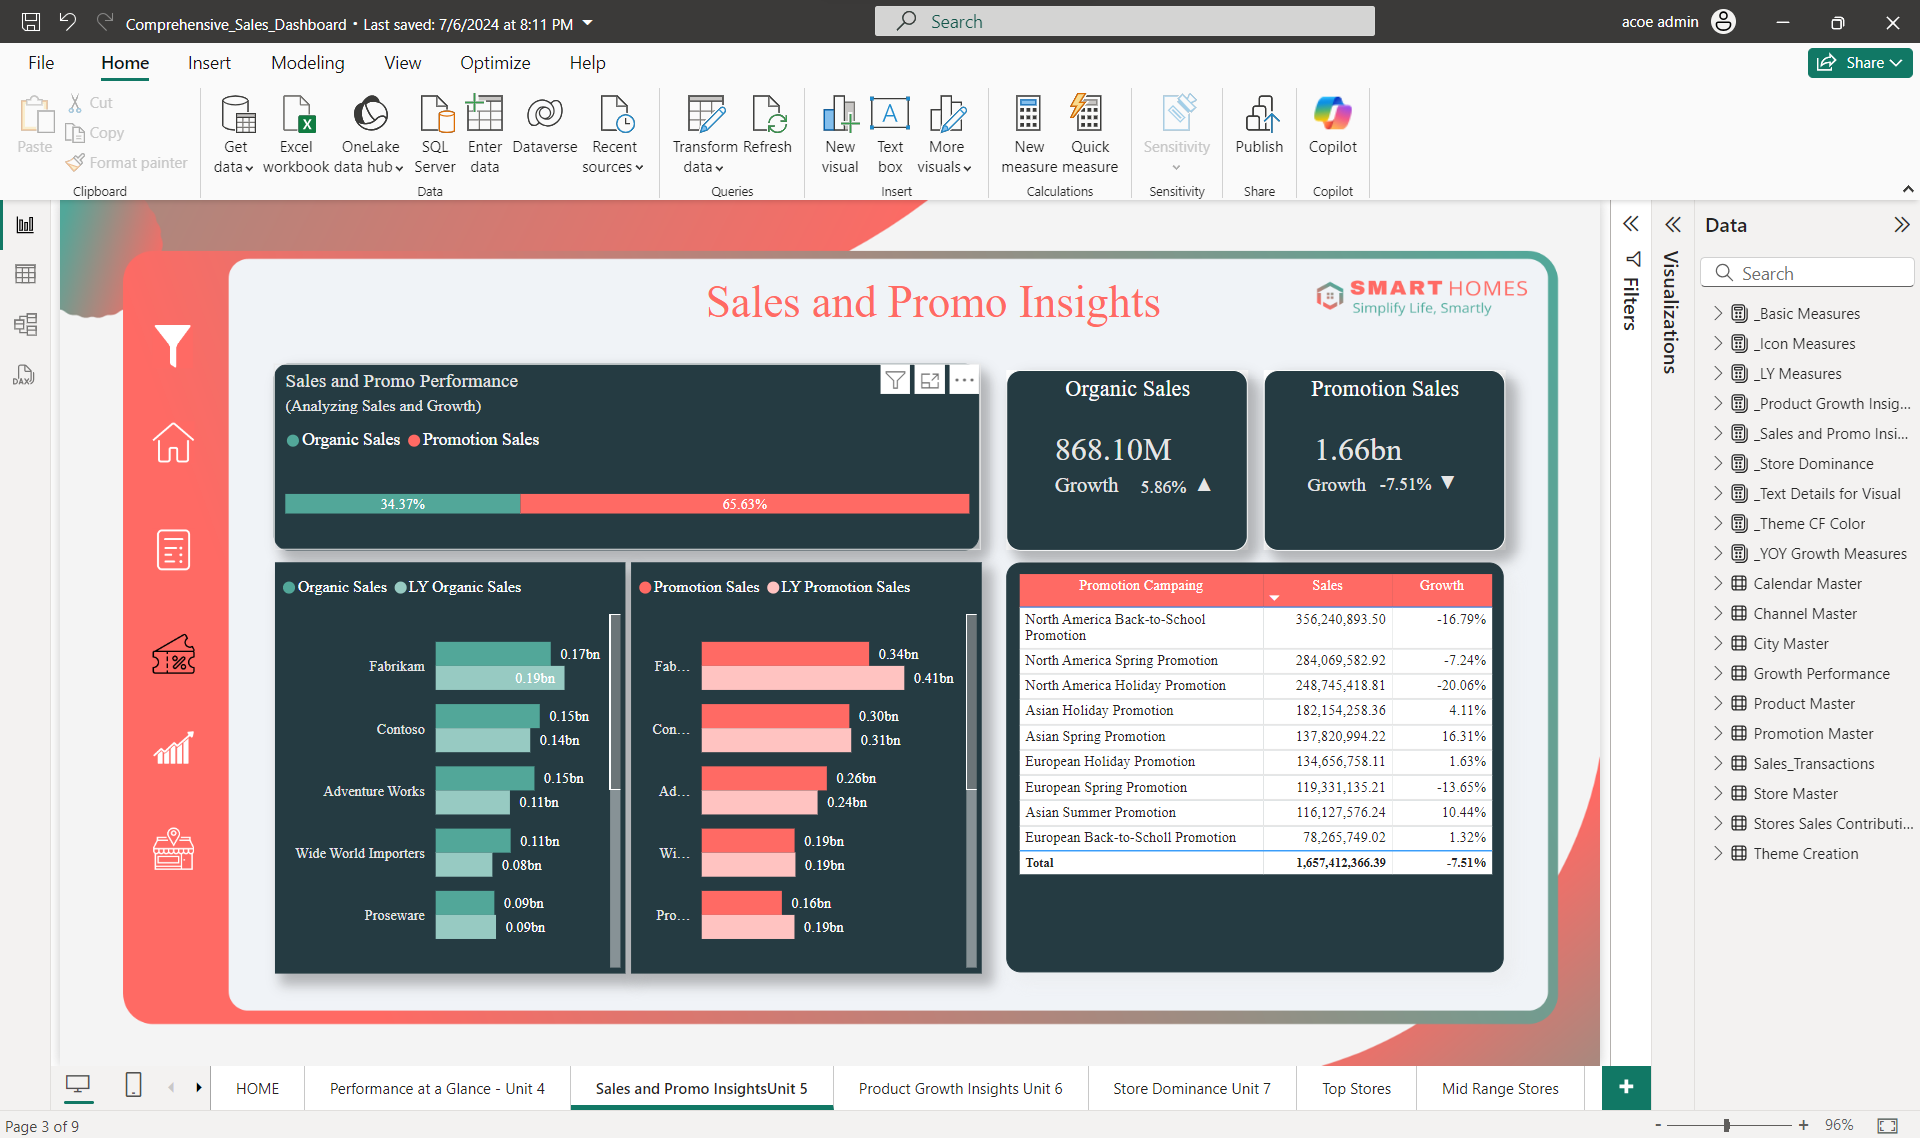 Comprehensive_Sales_Dashboard • Last saved: 7/6/2024 at 8:11 PM
Search
acoe admin
File Home Insert Modeling View Optimize Help
Share
Paste
Cut
Copy
Format painter
Clipboard
Get data
Excel workbook
OneLake data hub
SQL Server
Enter data
Dataverse
Recent sources
Data
Transform data
Refresh
Queries
New visual
Text box
More visuals
Insert
New measure
Quick measure
Calculations
Sensitivity
Sensitivity
Publish
Share
Copilot
Copilot
Sales and Promo Insights
SMART HOMES
Simplify Life, Smartly
Sales and Promo Performance
(Analyzing Sales and Growth)
Organic Sales Promotion Sales
34.37% 65.63%
Organic Sales
868.10M
Growth 5.86%
Promotion Sales
1.66bn
Growth -7.51%
Organic Sales LY Organic Sales
Fabrikam 0.17bn
0.19bn
Contoso 0.15bn
0.14bn
Adventure Works 0.15bn
0.11bn
Wide World Importers 0.11bn
0.08bn
Proseware 0.09bn
0.09bn
Promotion Sales LY Promotion Sales
Fab... 0.34bn
0.41bn
Con... 0.30bn
0.31bn
Ad... 0.26bn
0.24bn
Wi... 0.19bn
0.19bn
Pro... 0.16bn
0.19bn
Promotion Campaing Sales Growth
North America Back-to-School Promotion 356,240,893.50 -16.79%
North America Spring Promotion 284,069,582.92 -7.24%
North America Holiday Promotion 248,745,418.81 -20.06%
Asian Holiday Promotion 182,154,258.36 4.11%
Asian Spring Promotion 137,820,994.22 16.31%
European Holiday Promotion 134,656,758.11 1.63%
European Spring Promotion 119,331,135.21 -13.65%
Asian Summer Promotion 116,127,576.24 10.44%
European Back-to-Scholl Promotion 78,265,749.02 1.32%
Total 1,657,412,366.39 -7.51%
Filters
Visualizations
Data
Search
_Basic Measures
_Icon Measures
_LY Measures
_Product Growth Insig...
_Sales and Promo Insi...
_Store Dominance
_Text Details for Visual
_Theme CF Color
_YOY Growth Measures
Calendar Master
Channel Master
City Master
Growth Performance
Product Master
Promotion Master
Sales_Transactions
Store Master
Stores Sales Contributi...
Theme Creation
HOME
Performance at a Glance - Unit 4
Sales and Promo InsightsUnit 5
Product Growth Insights Unit 6
Store Dominance Unit 7
Top Stores
Mid Range Stores
Page 3 of 9
- + 96%